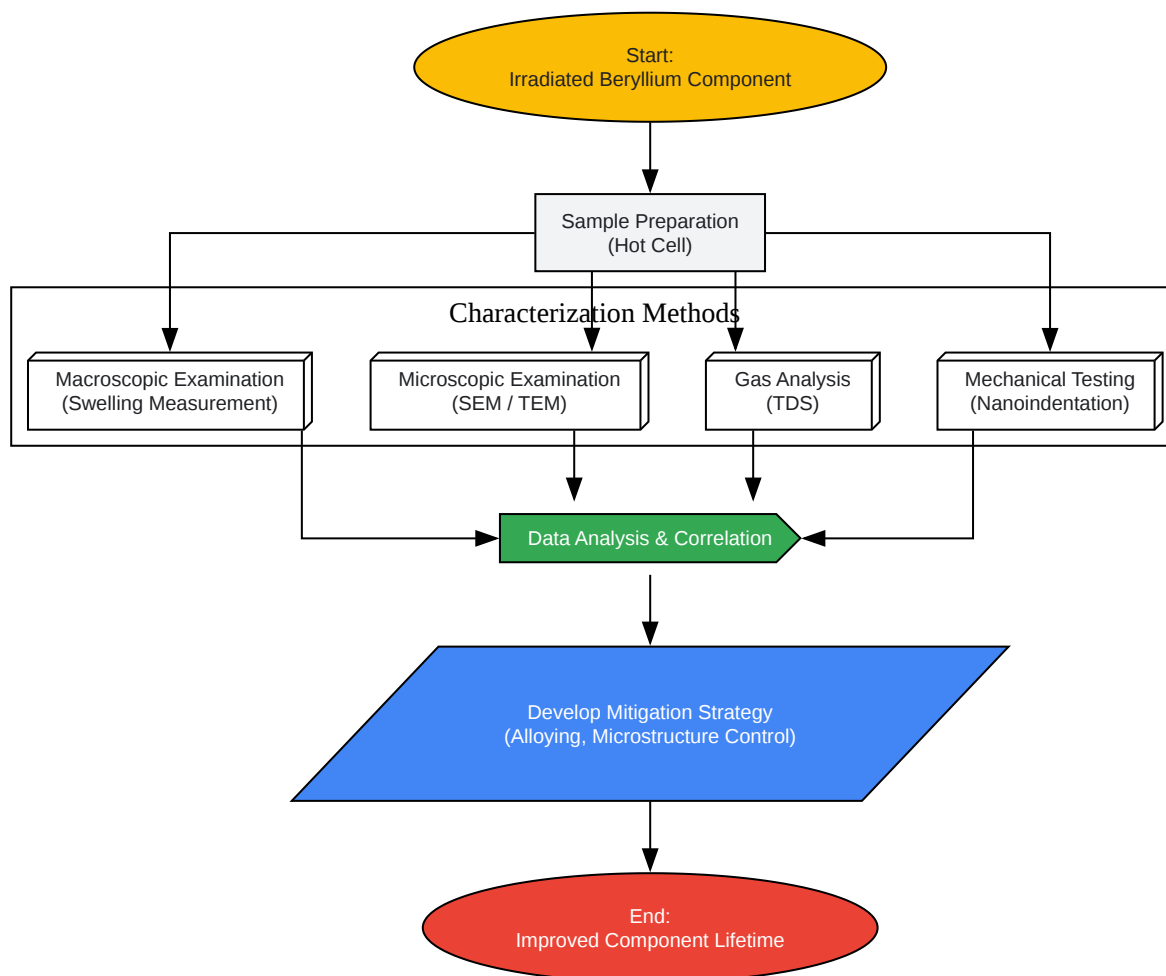 Start:
Irradiated Beryllium Component
Sample Preparation
(Hot Cell)
Characterization Methods
Macroscopic Examination
(Swelling Measurement)
Microscopic Examination
(SEM / TEM)
Gas Analysis
(TDS)
Mechanical Testing
(Nanoindentation)
Data Analysis & Correlation
Develop Mitigation Strategy
(Alloying, Microstructure Control)
End:
Improved Component Lifetime